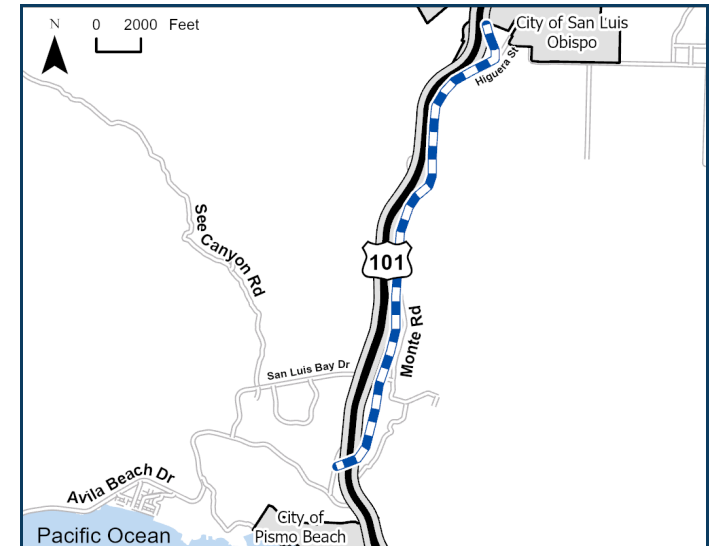 N
0 2000 Feet
City of San Luis
Obispo
Higuera St
See Canyon Rd
101
Monte Rd
San Luis Bay Dr
Avila Beach Dr
City of
Pismo Beach
Pacific Ocean